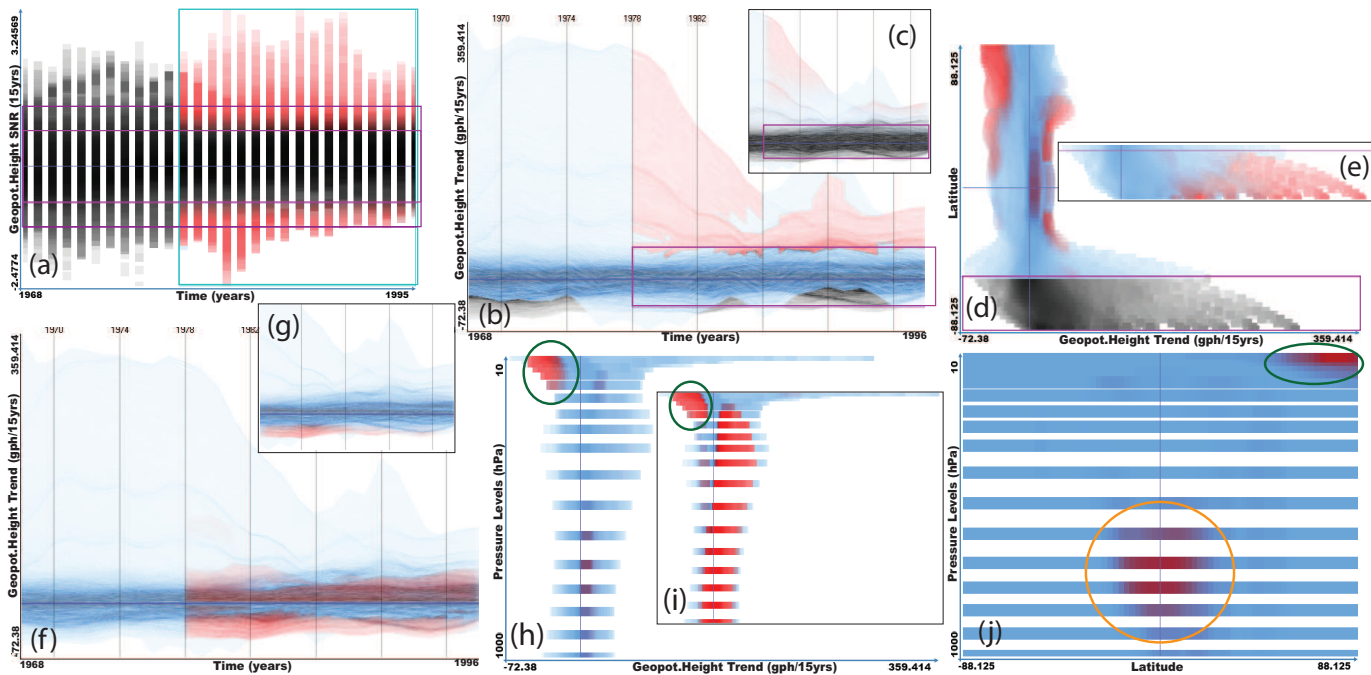 Geopot.Height SNR (15yrs)
3.24569
-2.4774
(a)
1968
Time (years)
1995
1970
1974
1978
1982
Geopot.Height Trend (gph/15yrs)
359.414
-72.38
(b)
Time (years)
1996
(c)
Latitude
88.125
-88.125
(d)
-72.38
Geopot.Height Trend (gph/15yrs)
359.414
(e)
1970
1974
1978
1982
Geopot.Height Trend (gph/15yrs)
359.414
-72.38
(f)
1968
Time (years)
1996
(g)
Pressure Levels (hPa)
10
1000
(h)
-72.38
Geopot.Height Trend (gph/15yrs)
359.414
(i)
Pressure Levels (hPa)
10
1000
(j)
-88.125
Latitude
88.125